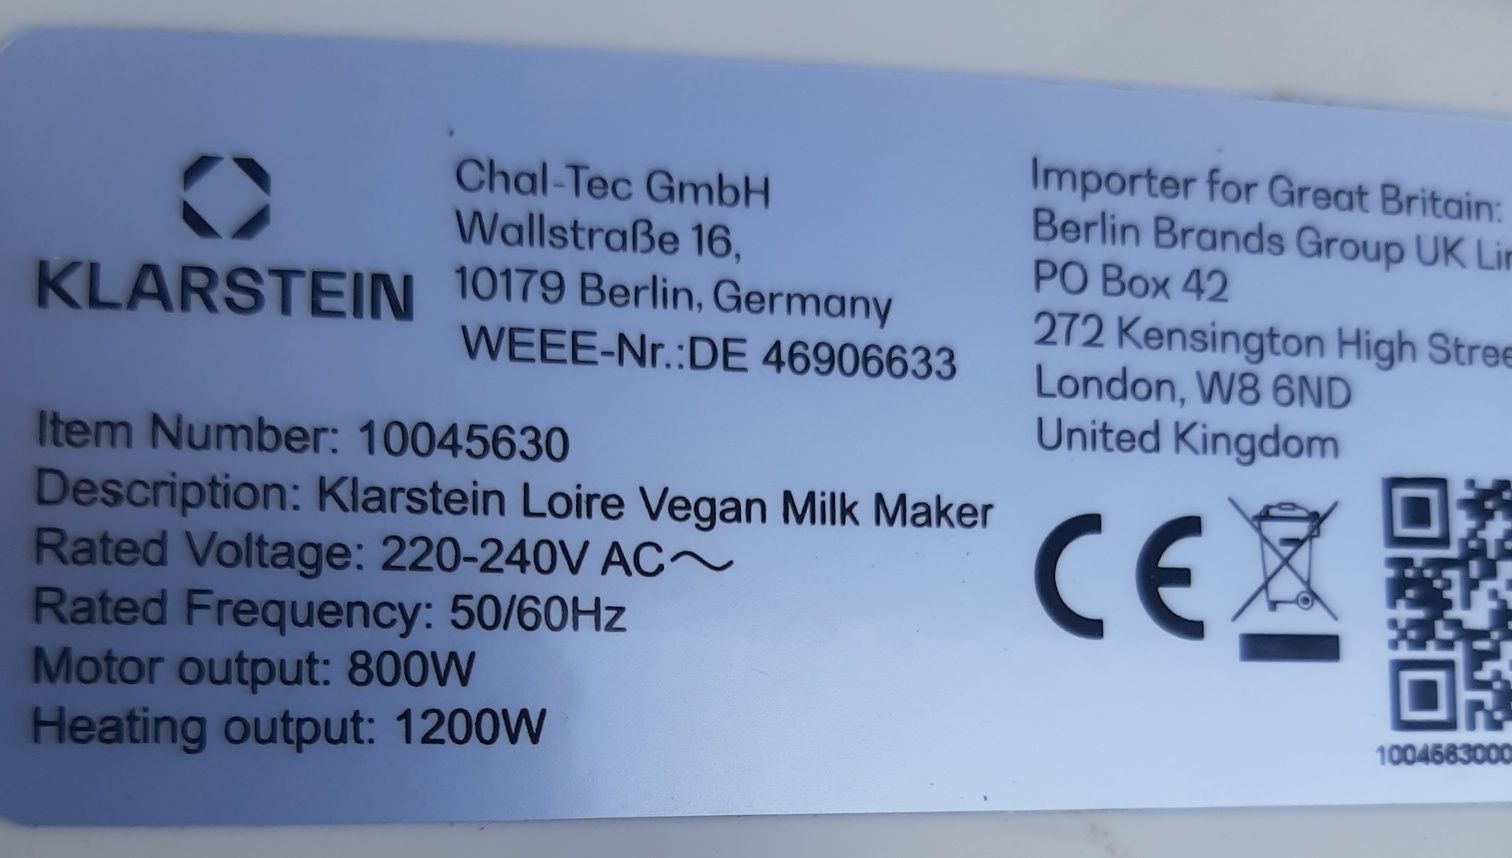 KLARSTEIN
Chal-Tec GmbH
Wallstraße 16,
10179 Berlin, Germany
WEEE-Nr.:DE 46906633
Item Number: 10045630
Description: Klarstein Loire Vegan Milk Maker
Rated Voltage: 220-240V AC～
Rated Frequency: 50/60Hz
Motor output: 800W
Heating output: 1200W
Importer for Great Britain:
Berlin Brands Group UK
PO Box 42
272 Kensington High
London, W8 6ND
United Kingdom
CE